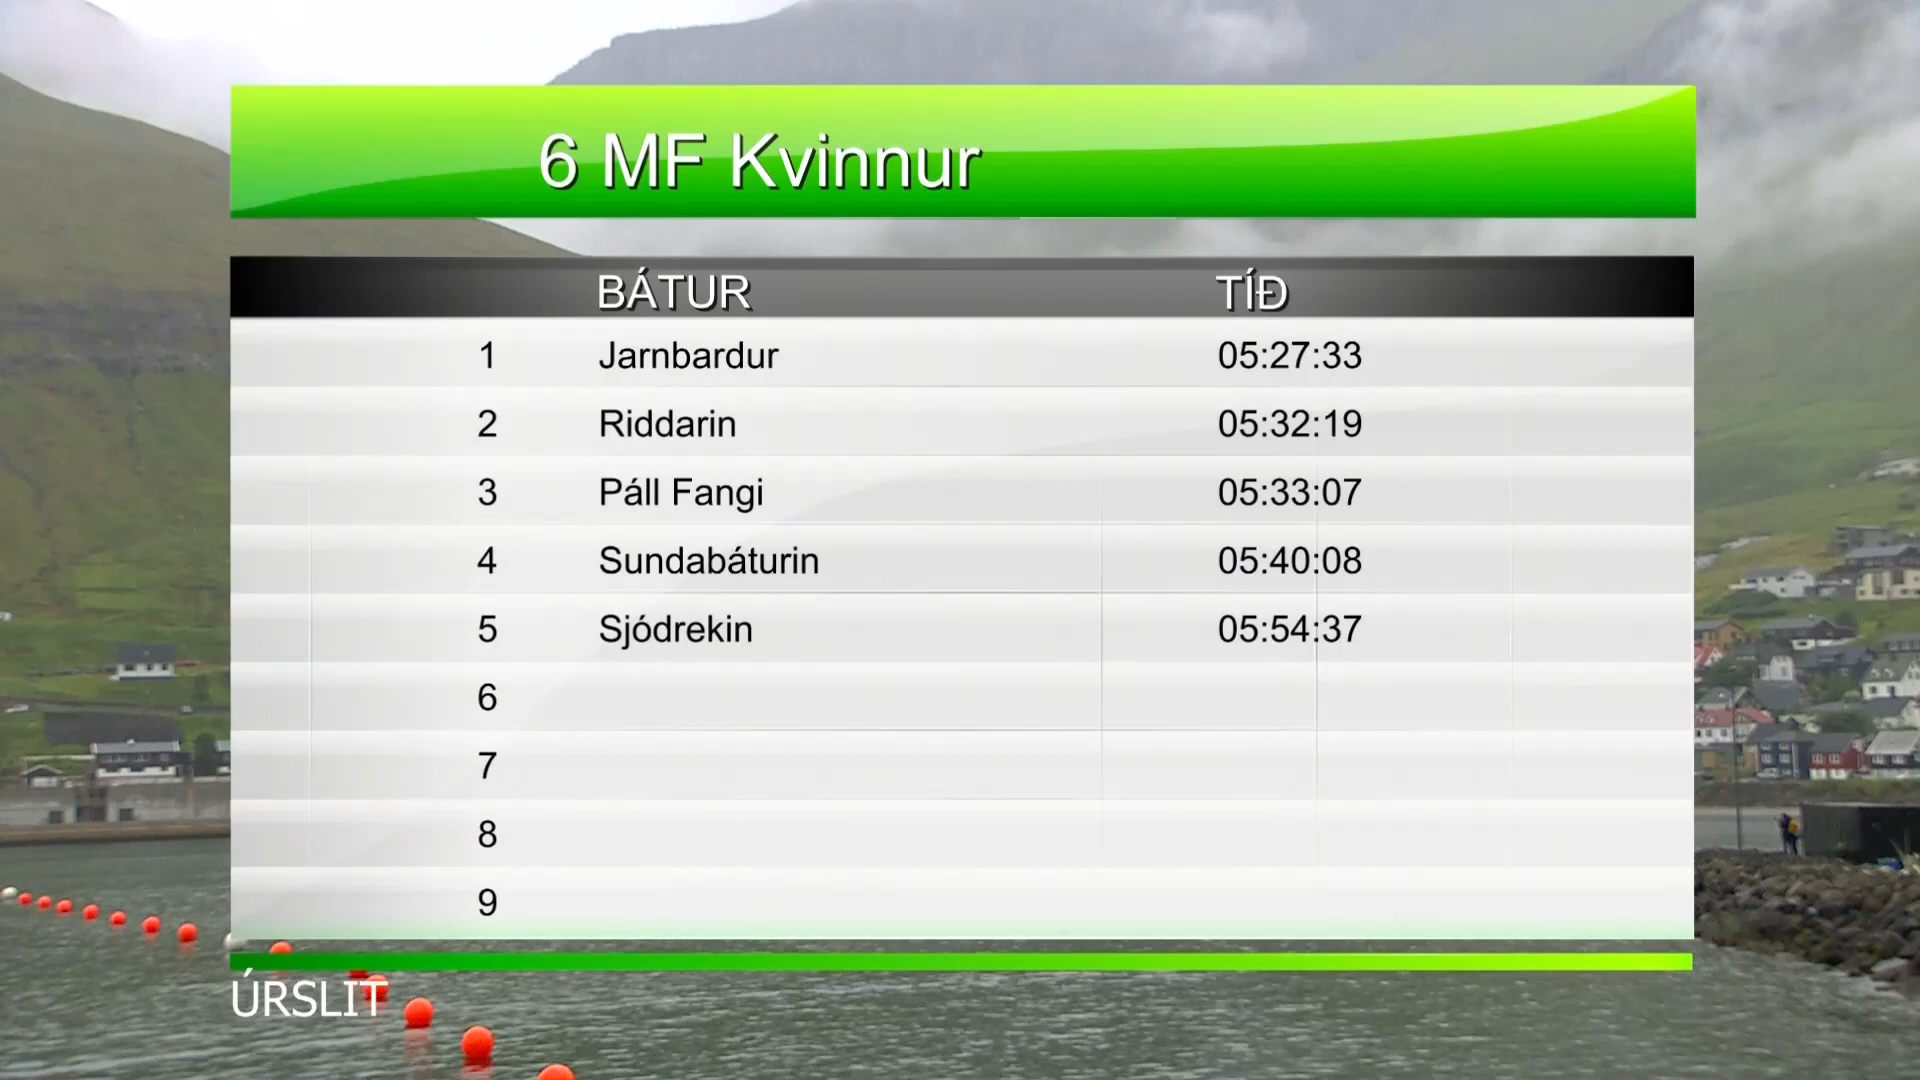 6 MF Kvinnur
BÁTUR TÍÐ
1 Jarnbardur 05:27:33
2 Riddarin 05:32:19
3 Páll Fangi 05:33:07
4 Sundabáturin 05:40:08
5 Sjódrekin 05:54:37
6
7
8
9
ÚRSLIT